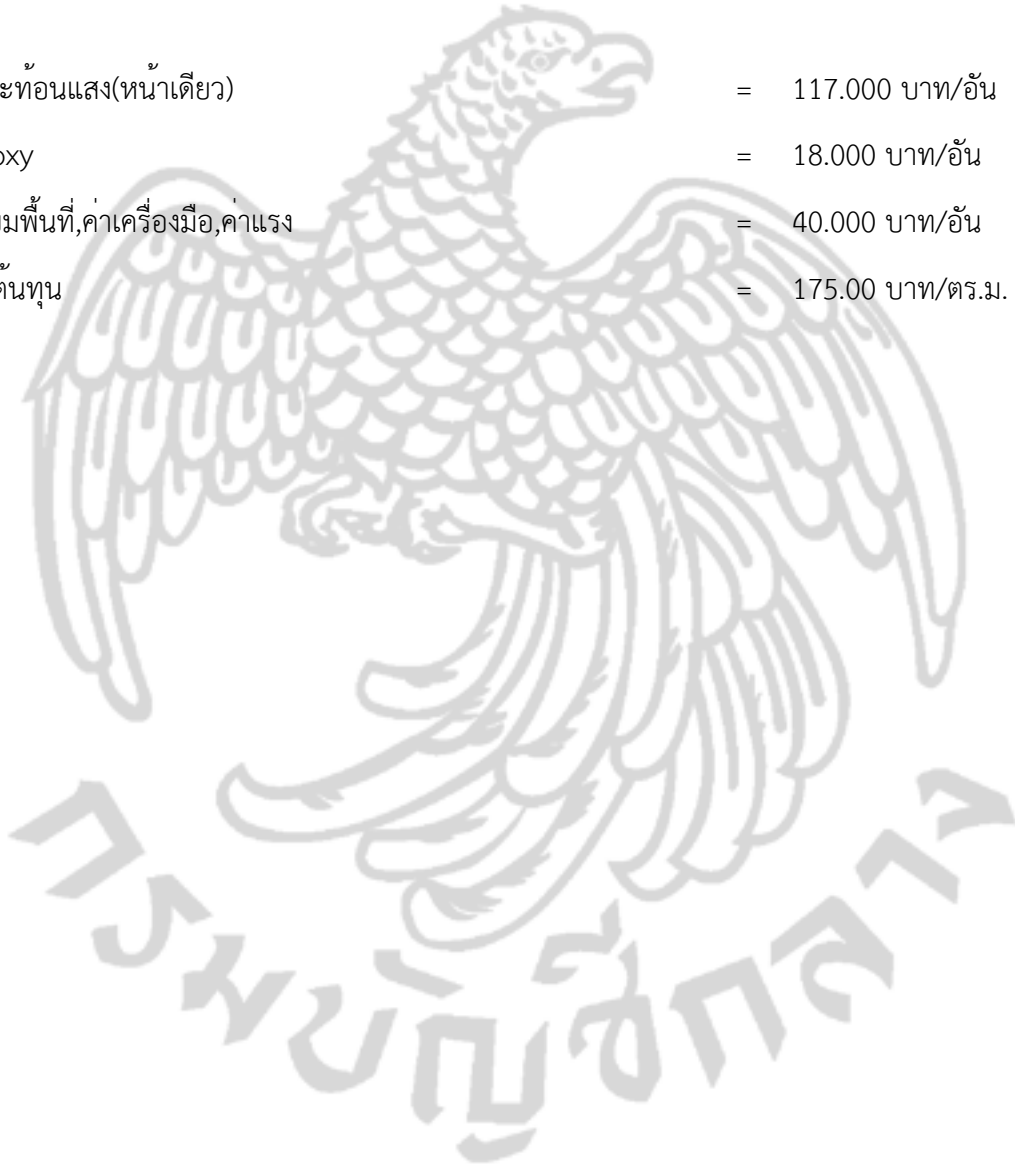 ะท้อนแสง(หน้าเดียว) = 117.000 บาท/อัน
oxy = 18.000 บาท/อัน
มพื้นที่,ค่าเครื่องมือ,ค่าแรง = 40.000 บาท/อัน
ต้นทุน = 175.00 บาท/ตร.ม.
กรมบัญชีกลาง